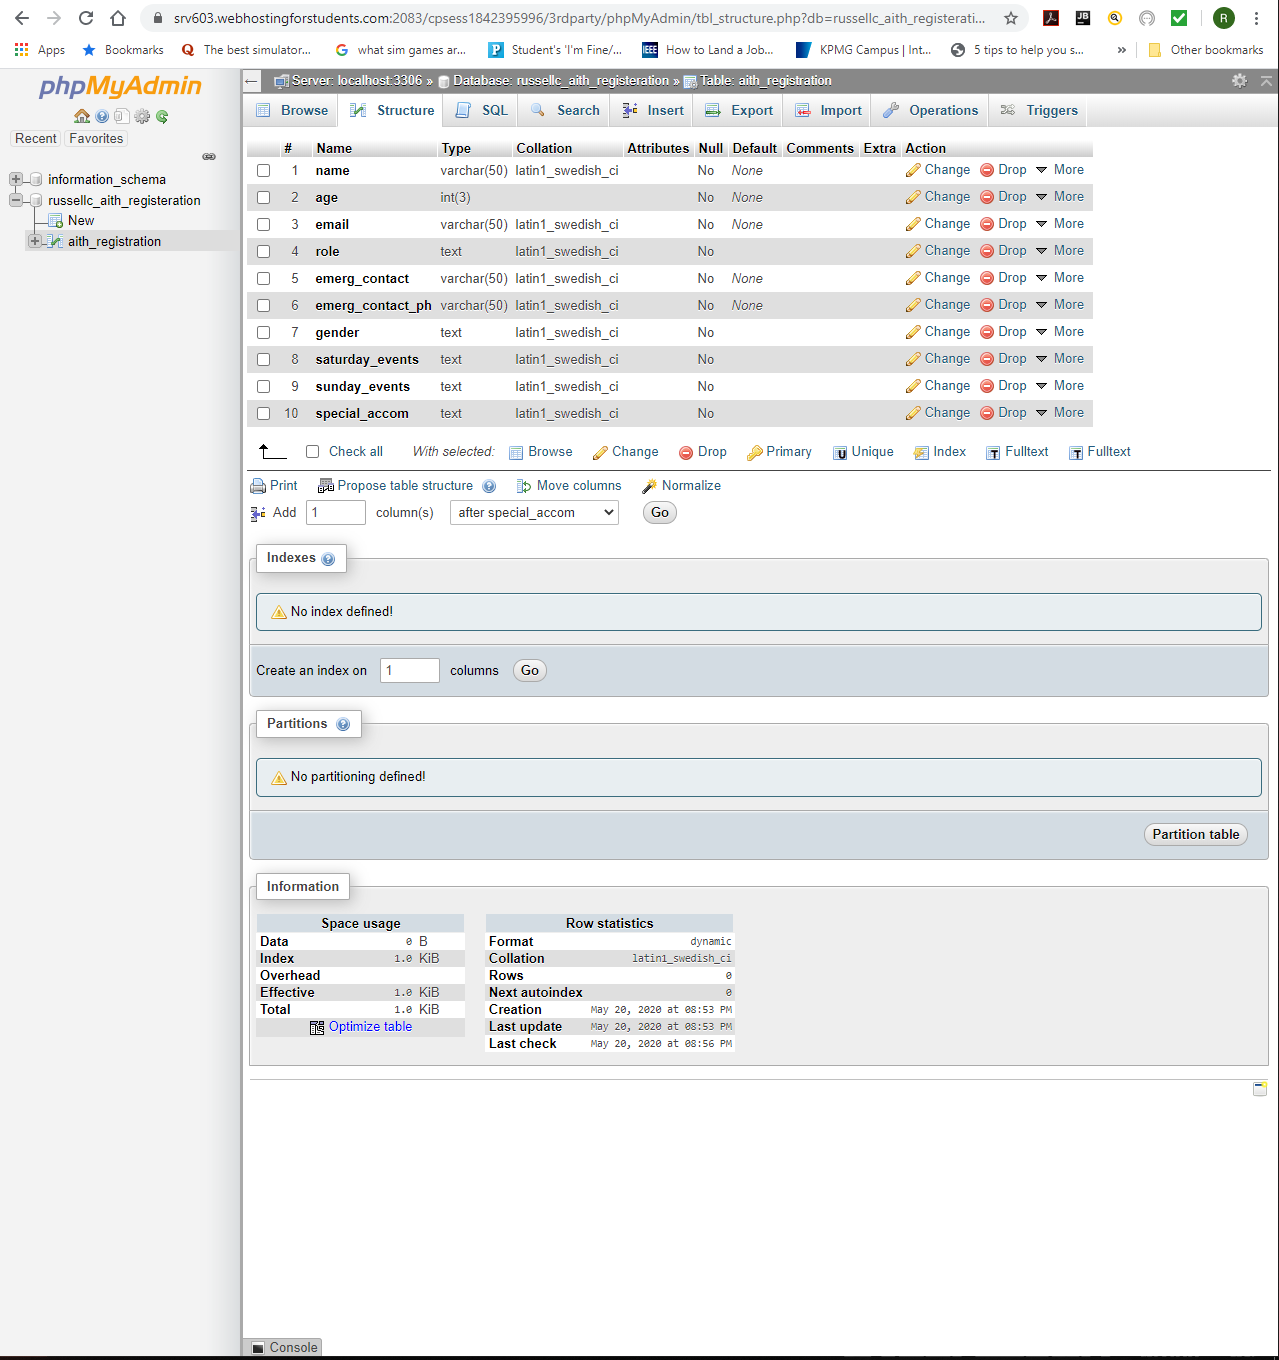 srv603.webhostingforstudents.com:2083/cpsess1842395996/3rdparty/phpMyAdmin/tbl_structure.php?db=russellc_aith_registerati...
JB
R
Apps Bookmarks The best simulator... what sim games ar... Student's 'I'm Fine/... How to Land a Job... KPMG Campus | Int... 5 tips to help you s... » Other bookmarks
phpMyAdmin
Recent Favorites
information_schema
russellc_aith_registeration
New
aith_registration
Server: localhost:3306 » Database: russellc_aith_registeration » Table: aith_registration
Browse Structure SQL Search Insert Export Import Operations Triggers
# Name Type Collation Attributes Null Default Comments Extra Action
1 name varchar(50) latin1_swedish_ci No None Change Drop More
2 age int(3) No None Change Drop More
3 email varchar(50) latin1_swedish_ci No None Change Drop More
4 role text latin1_swedish_ci No Change Drop More
5 emerg_contact varchar(50) latin1_swedish_ci No None Change Drop More
6 emerg_contact_ph varchar(50) latin1_swedish_ci No None Change Drop More
7 gender text latin1_swedish_ci No Change Drop More
8 saturday_events text latin1_swedish_ci No Change Drop More
9 sunday_events text latin1_swedish_ci No Change Drop More
10 special_accom text latin1_swedish_ci No Change Drop More
Check all With selected: Browse Change Drop Primary Unique Index Fulltext Fulltext
Print Propose table structure Move columns Normalize
Add 1 column(s) after special_accom Go
Indexes
No index defined!
Create an index on 1 columns Go
Partitions
No partitioning defined!
Partition table
Information
Space usage
Data 0 B
Index 1.0 KiB
Overhead
Effective 1.0 KiB
Total 1.0 KiB
Optimize table
Row statistics
Format dynamic
Collation latin1_swedish_ci
Rows 0
Next autoindex 0
Creation May 20, 2020 at 08:53 PM
Last update May 20, 2020 at 08:53 PM
Last check May 20, 2020 at 08:56 PM
Console